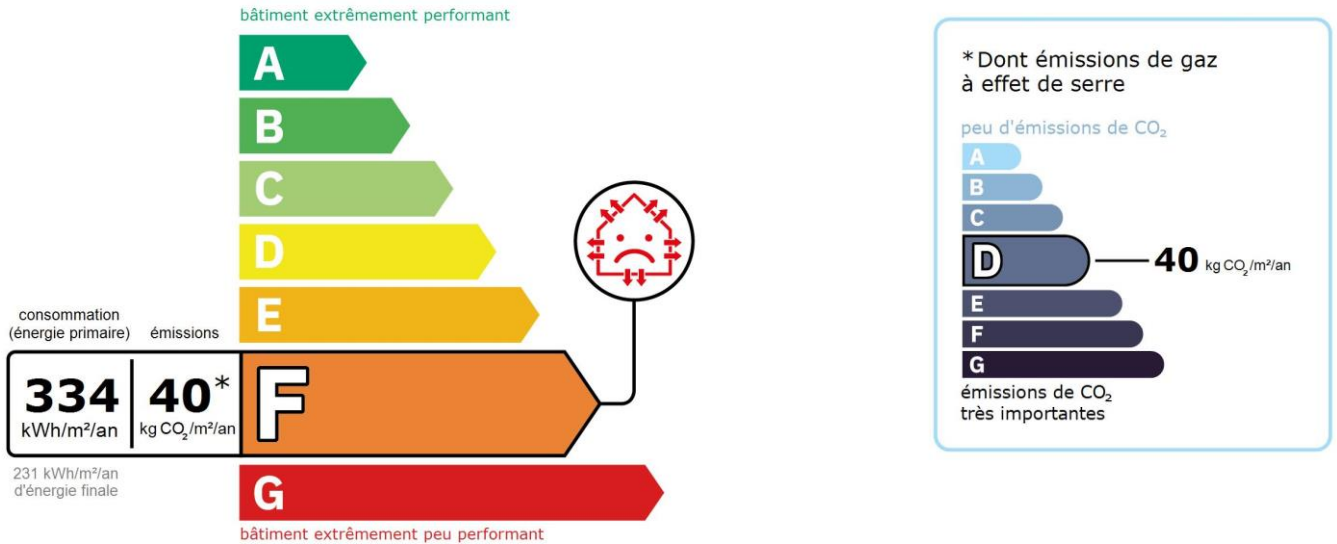 bâtiment extrêmement performant
A
B
C
D
E
consommation
(énergie primaire)
émissions
334
kWh/m²/an
40*
kg CO₂/m²/an
F
231 kWh/m²/an
d'énergie finale
G
bâtiment extrêmement peu performant
*Dont émissions de gaz
à effet de serre
peu d'émissions de CO₂
A
B
C
D
40 kg CO₂/m²/an
E
F
G
émissions de CO₂
très importantes